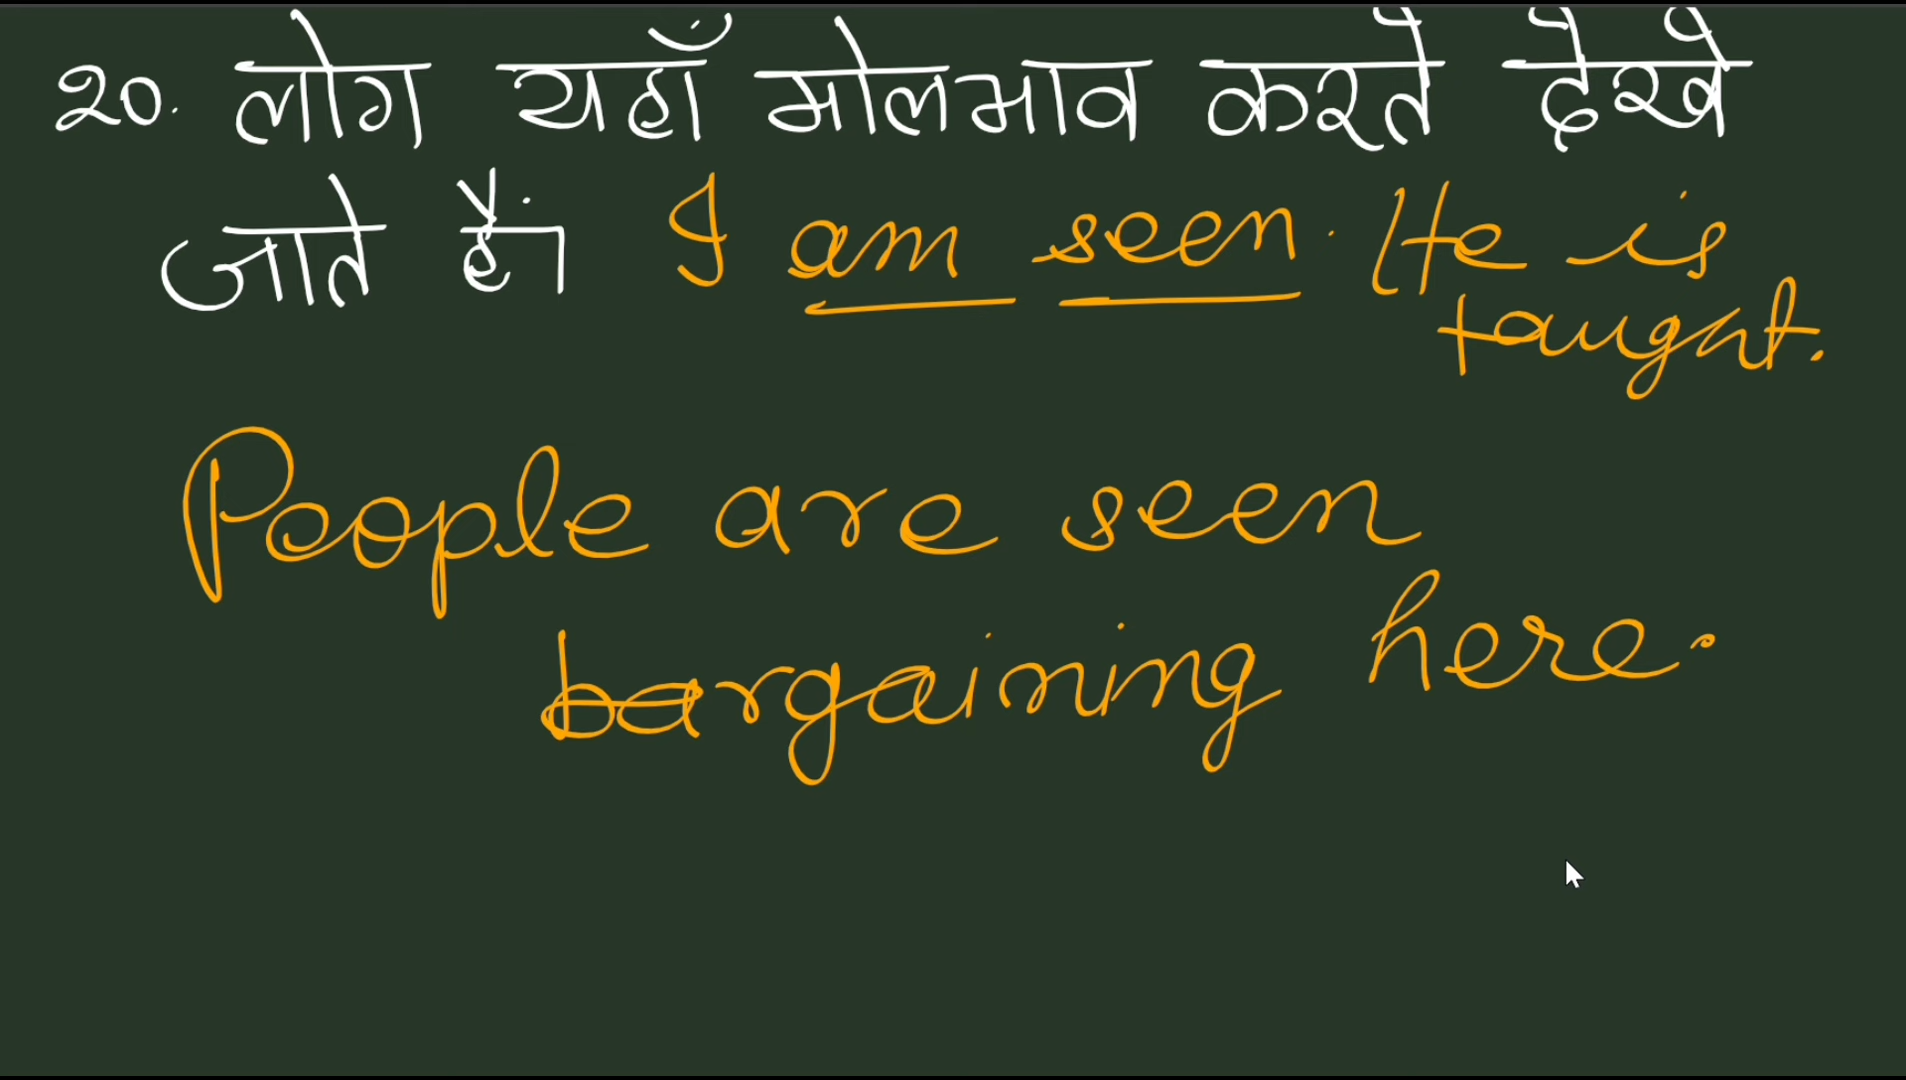 २०. लोग यहाँ मोलभाव करते देखे
जाते हैं। I am seen. He is
taught.
People are seen
bargaining here.